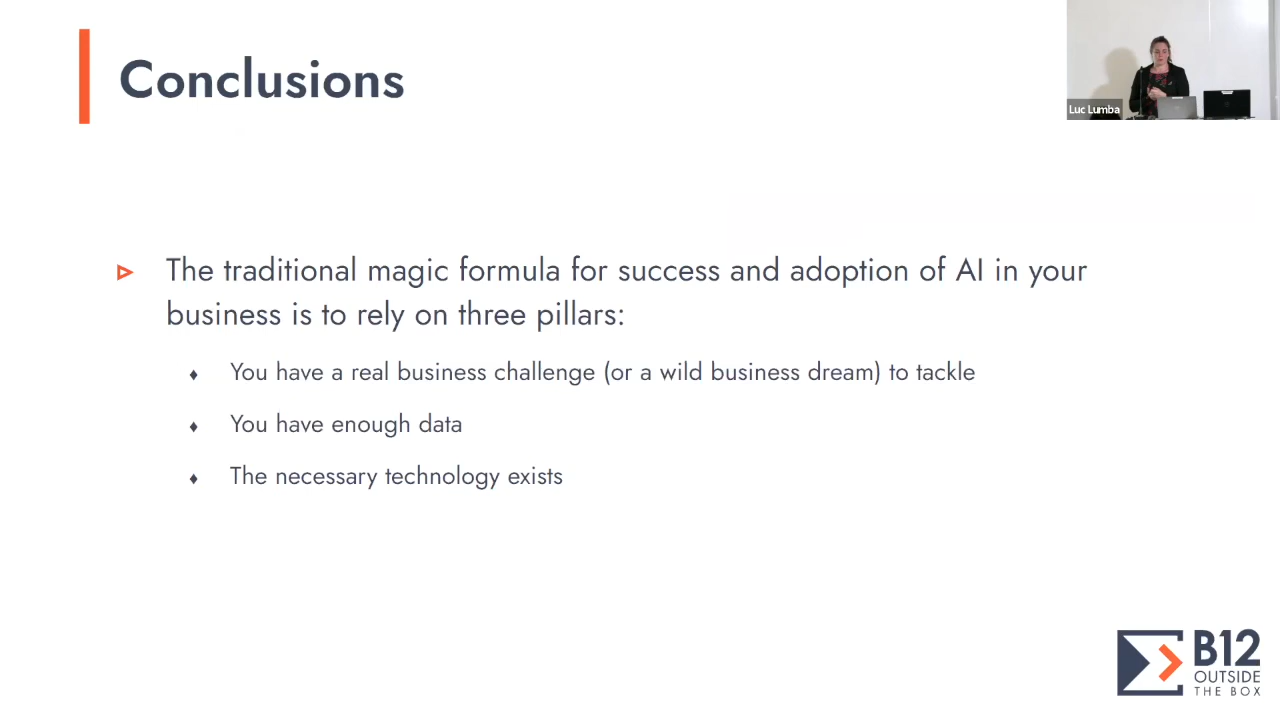 Conclusions
Luc Lumba
The traditional magic formula for success and adoption of AI in your
business is to rely on three pillars:
You have a real business challenge (or a wild business dream) to tackle
You have enough data
The necessary technology exists
B12
OUTSIDE
THE BOX